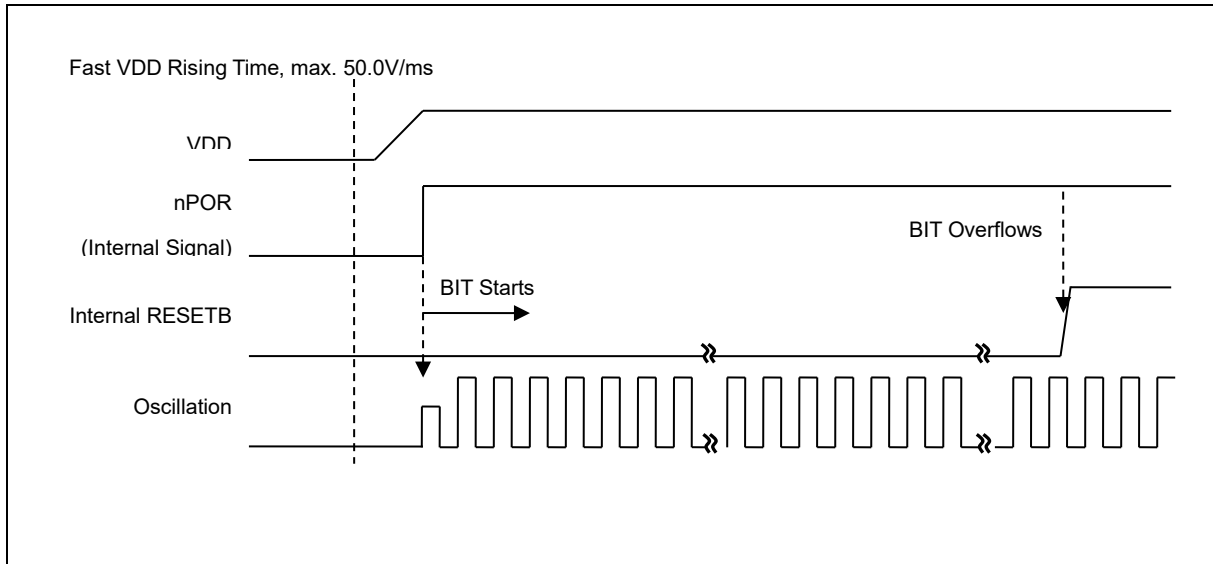 Fast VDD Rising Time, max. 50.0V/ms
VDD
nPOR
BIT Overflows
(Internal Signal)
BIT Starts
Internal RESETB
Oscillation